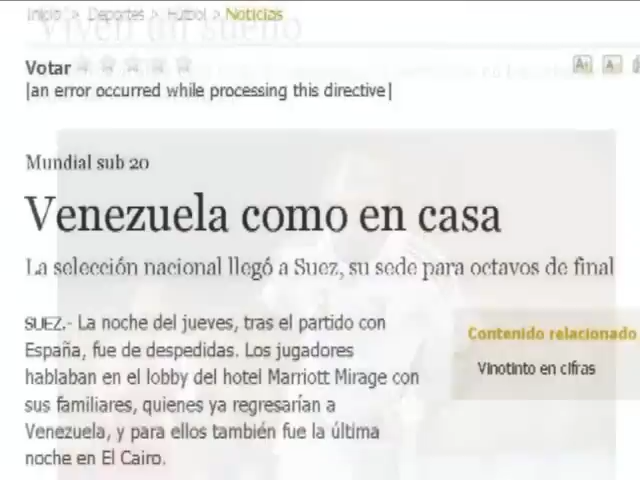 Inicio > Deportes > Futbol > Noticias
Viven un sueño
Votar
[an error occurred while processing this directive]
Mundial sub 20
Venezuela como en casa
La selección nacional llegó a Suez, su sede para octavos de final
SUEZ.- La noche del jueves, tras el partido con
España, fue de despedidas. Los jugadores
hablaban en el lobby del hotel Marriott Mirage con
sus familiares, quienes ya regresarían a
Venezuela, y para ellos también fue la última
noche en El Cairo.
Contenido relacionado
Vinotinto en cifras